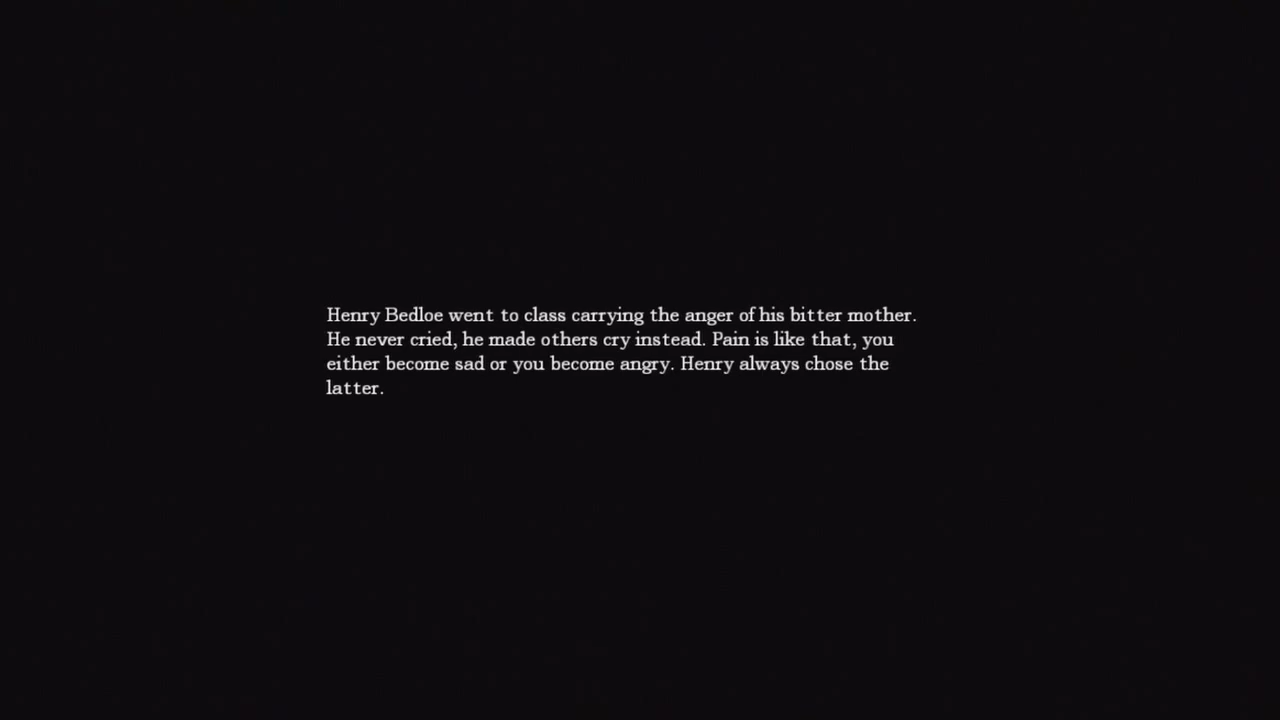 Henry Bedloe went to class carrying the anger of his bitter mother.
He never cried, he made others cry instead. Pain is like that, you
either become sad or you become angry. Henry always chose the
latter.